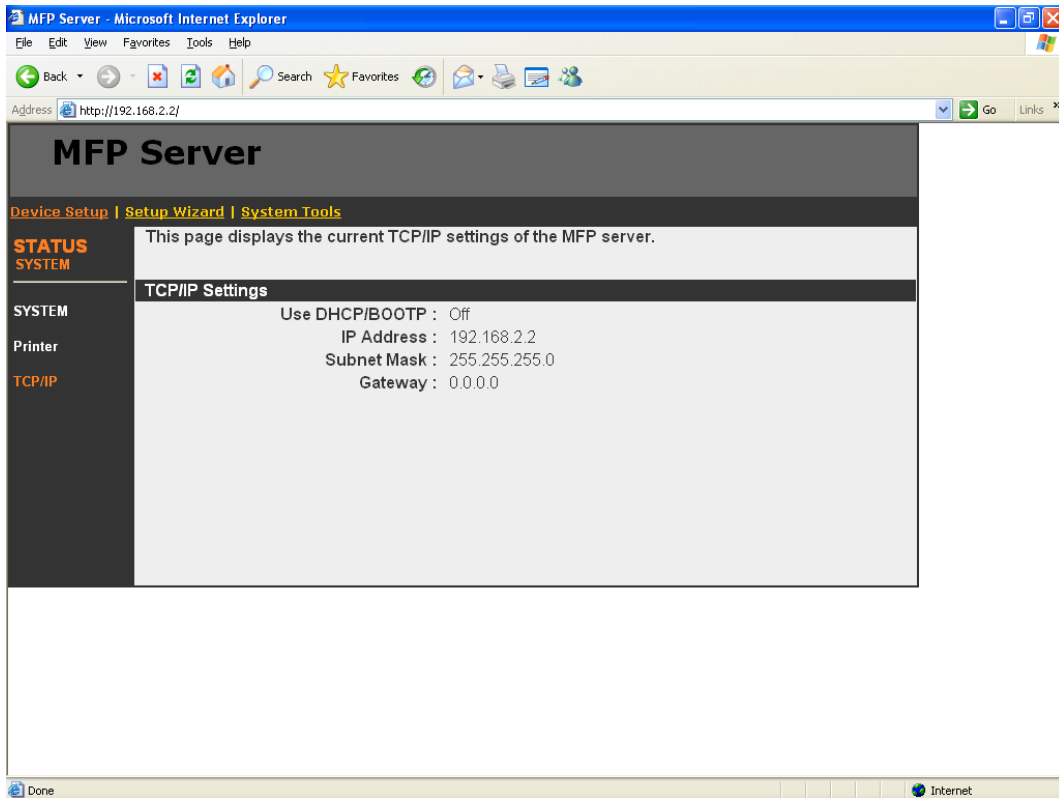 MFP Server - Microsoft Internet Explorer
File Edit View Favorites Tools Help
Back Search Favorites
Address http://192.168.2.2/ Go Links »
MFP Server
Device Setup | Setup Wizard | System Tools
STATUS
SYSTEM
SYSTEM
Printer
TCP/IP
This page displays the current TCP/IP settings of the MFP server.
TCP/IP Settings
Use DHCP/BOOTP : Off
IP Address : 192.168.2.2
Subnet Mask : 255.255.255.0
Gateway : 0.0.0.0
Done Internet